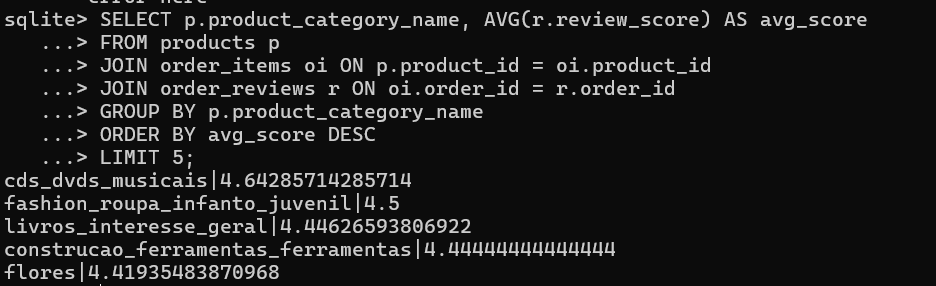 sqlite> SELECT p.product_category_name, AVG(r.review_score) AS avg_score
...> FROM products p
...> JOIN order_items oi ON p.product_id = oi.product_id
...> JOIN order_reviews r ON oi.order_id = r.order_id
...> GROUP BY p.product_category_name
...> ORDER BY avg_score DESC
...> LIMIT 5;
cds_dvds_musicais|4.64285714285714
fashion_roupa_infanto_juvenil|4.5
livros_interesse_geral|4.44626593806922
construcao_ferramentas_ferramentas|4.44444444444444
flores|4.41935483870968